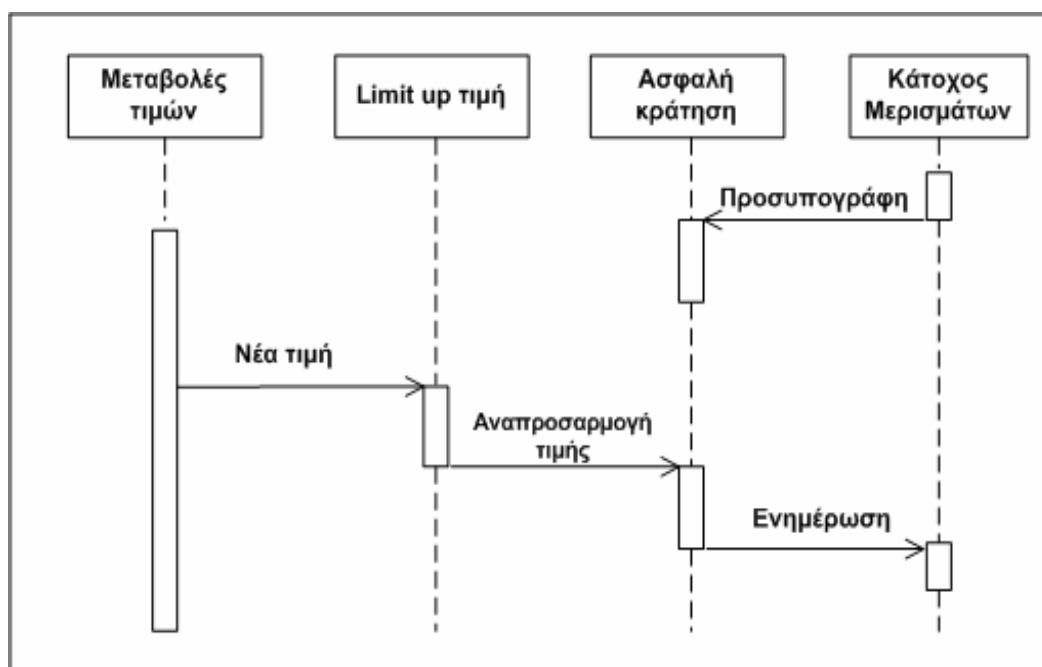 Μεταβολές
τιμών
Limit up τιμή
Ασφαλή
κράτηση
Κάτοχος
Μερισμάτων
Προσυπογράφη
Νέα τιμή
Αναπροσαρμογή
τιμής
Ενημέρωση